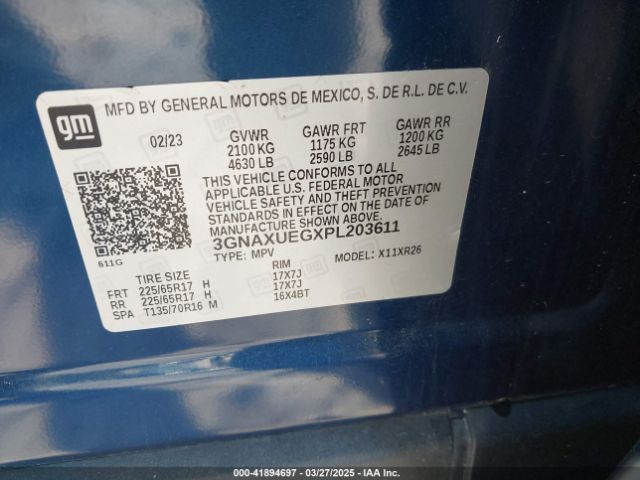 gm
MFD BY GENERAL MOTORS DE MEXICO, S. DE R.L. DE C.V.
02/23 GVWR GAWR FRT GAWR RR
2100 KG 1175 KG 1200 KG
4630 LB 2590 LB 2645 LB
THIS VEHICLE CONFORMS TO ALL
APPLICABLE U.S. FEDERAL MOTOR
VEHICLE SAFETY AND THEFT PREVENTION
STANDARDS IN EFFECT ON THE DATE OF
MANUFACTURE SHOWN ABOVE.
3GNAXUEGXPL203611
611G
TYPE: MPV MODEL: X11XR26
TIRE SIZE RIM
FRT 225/65R17 H 17X7J
RR 225/65R17 H 17X7J
SPA T135/70R16 M 16X4BT
000-41894697 | 03/27/2025 | IAA Inc.